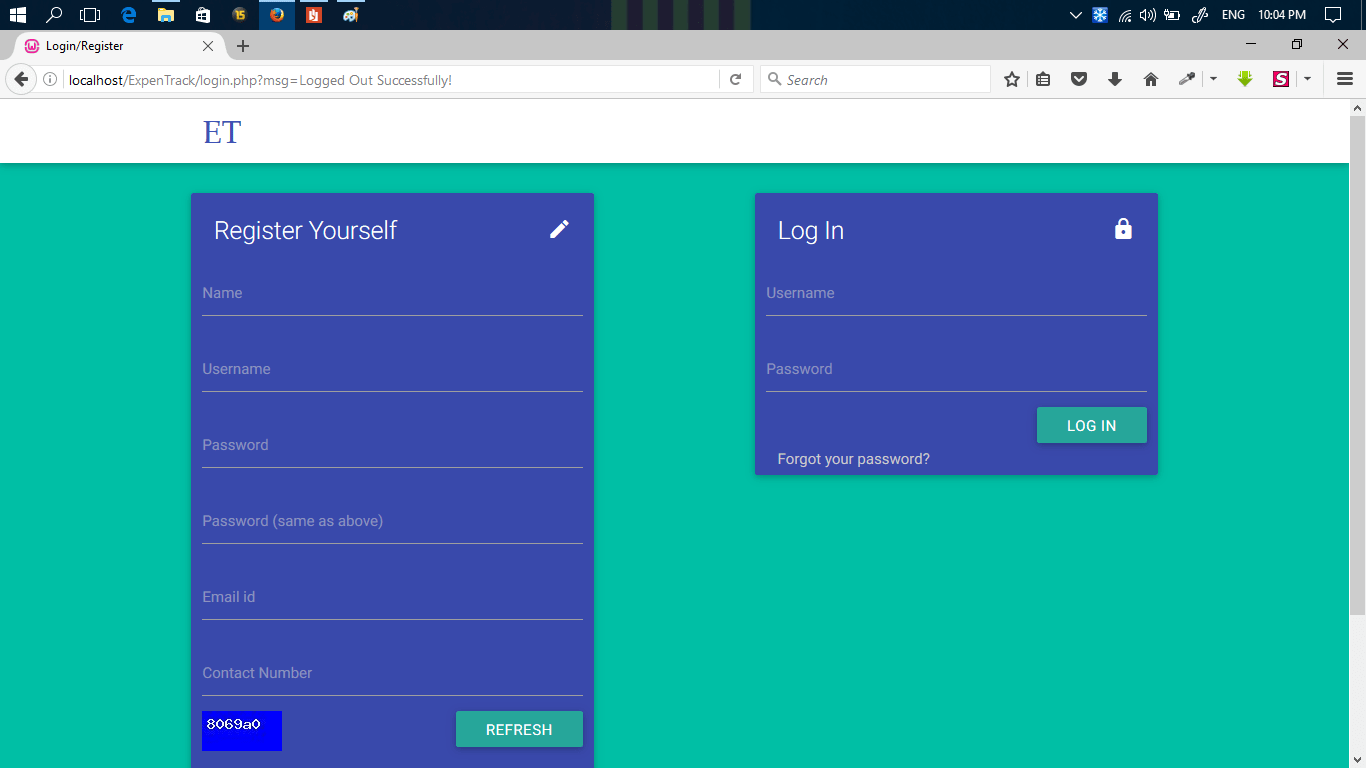 15
ENG 10:04 PM
Login/Register
localhost/ExpenTrack/login.php?msg=Logged Out Successfully!
Search
S
ET
Register Yourself
Name
Username
Password
Password (same as above)
Email id
Contact Number
8069a0
REFRESH
Log In
Username
Password
LOG IN
Forgot your password?